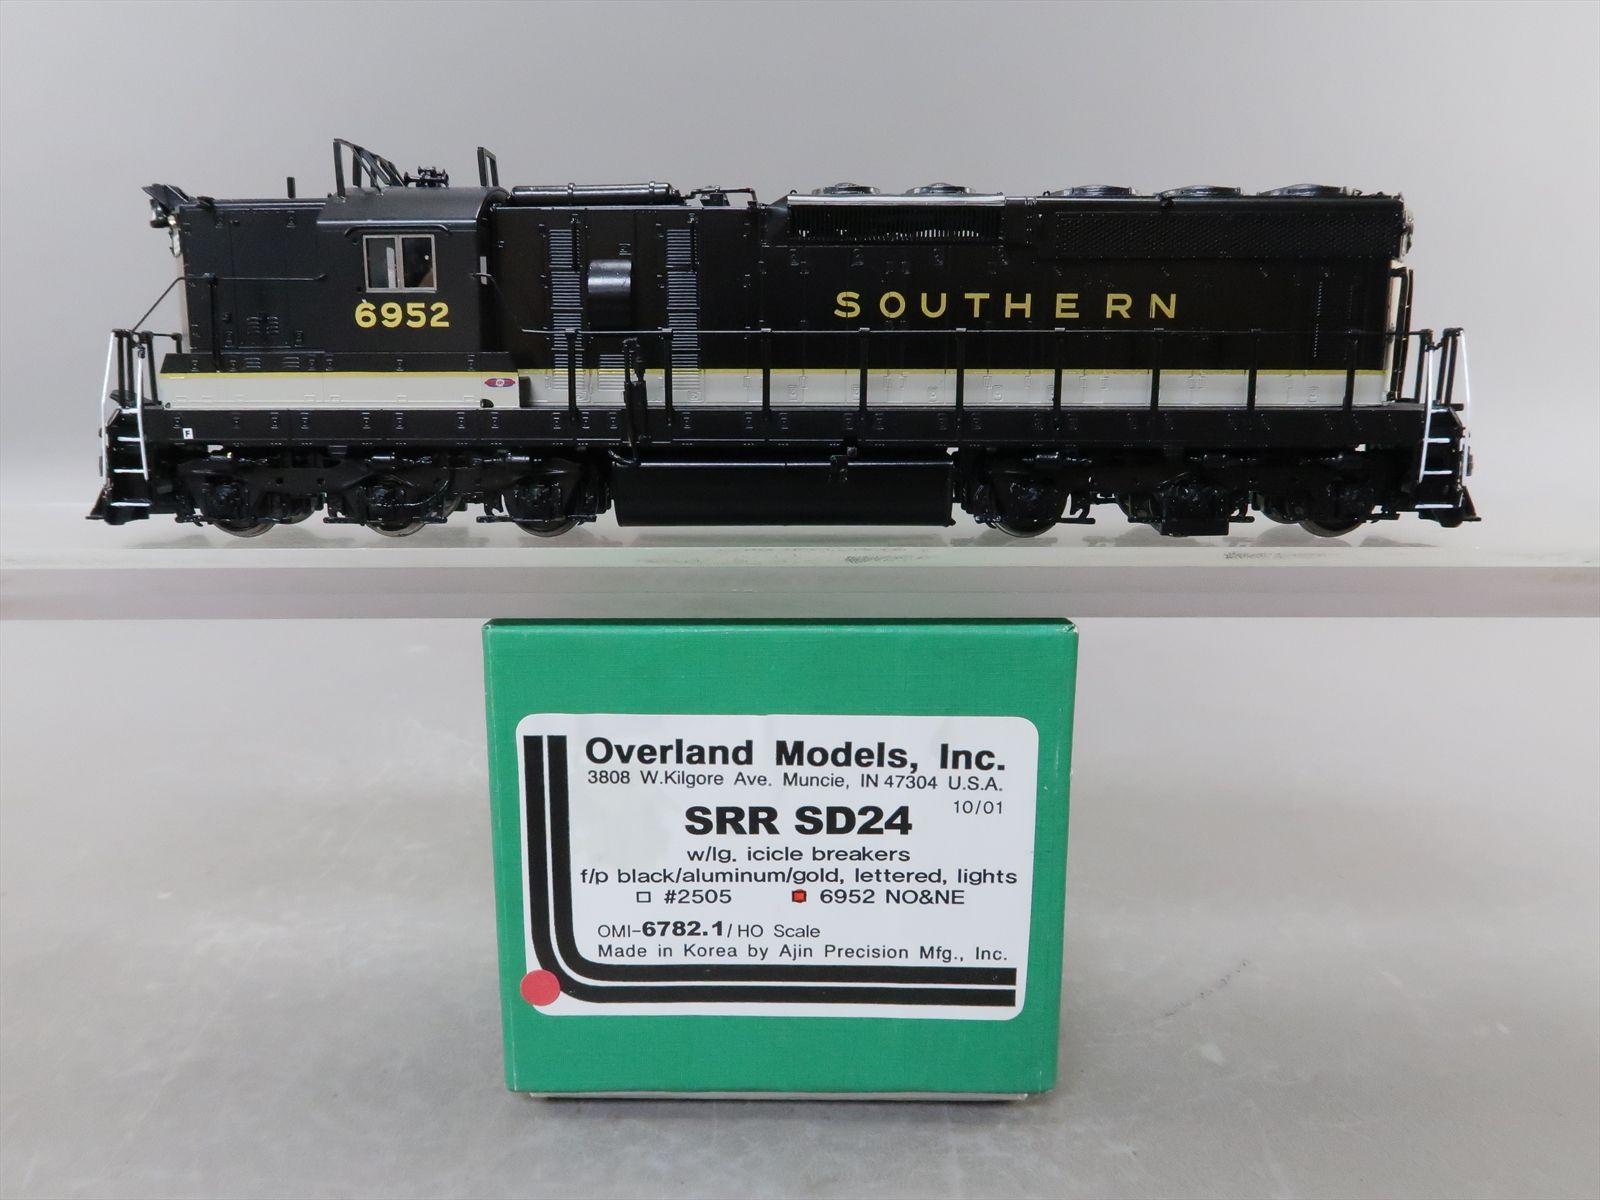 6952
SOUTHERN
F
Overland Models, Inc.
3808 W.Kilgore Ave. Muncie, IN 47304 U.S.A.
10/01
SRR SD24
w/lg. icicle breakers
f/p black/aluminum/gold, lettered, lights
#2505 6952 NO&NE
OMI-6782.1/HO Scale
Made in Korea by Ajin Precision Mfg., Inc.